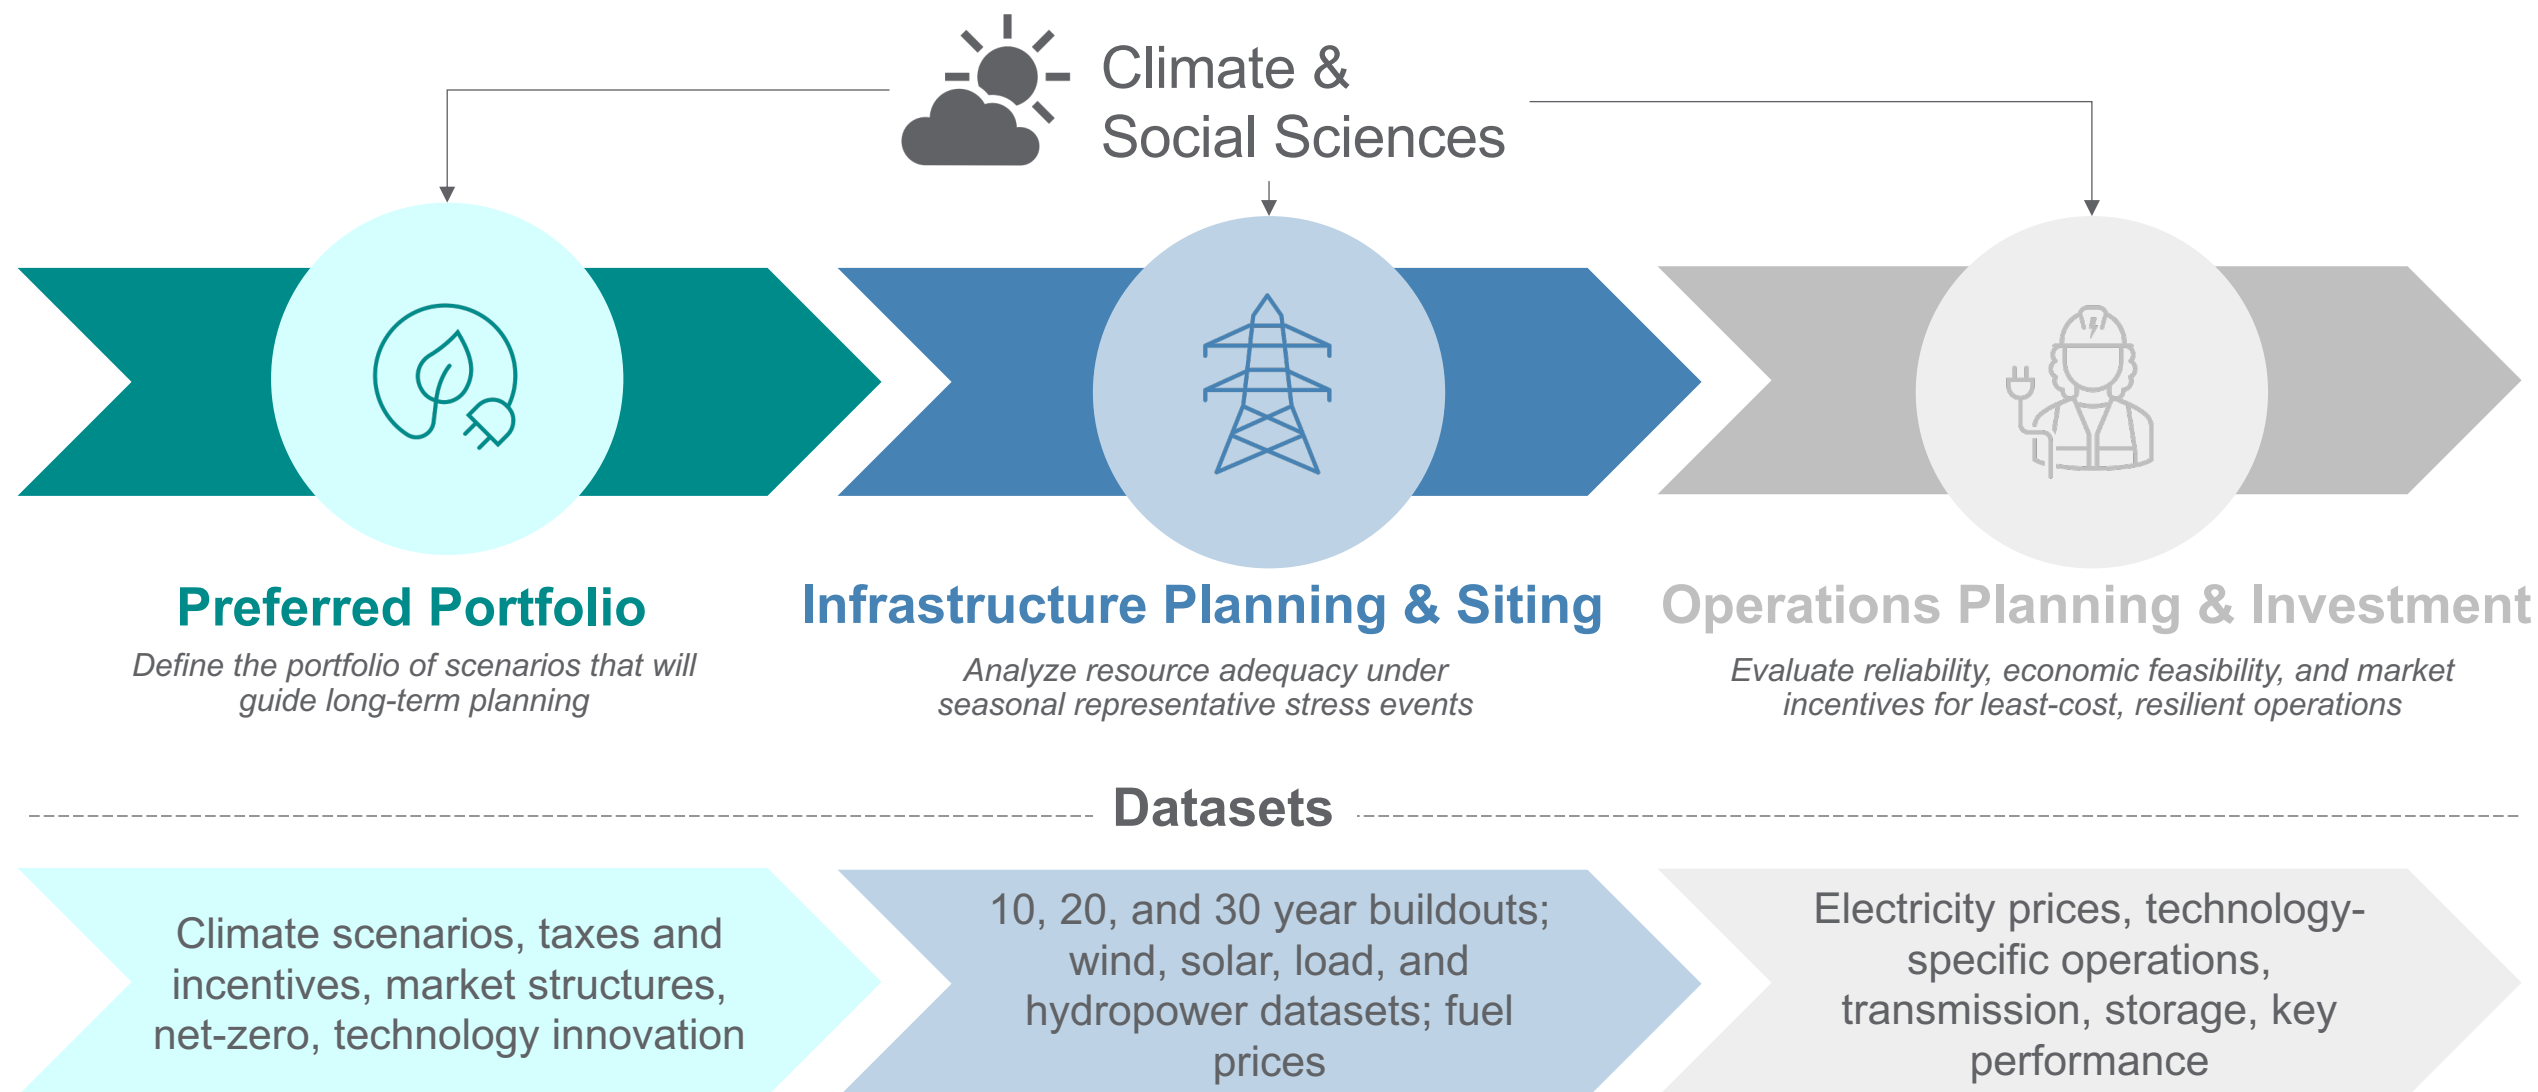 Climate &
Social Sciences
Preferred Portfolio
Define the portfolio of scenarios that will
guide long-term planning
Infrastructure Planning & Siting
Analyze resource adequacy under
seasonal representative stress events
Operations Planning & Investment
Evaluate reliability, economic feasibility, and market
incentives for least-cost, resilient operations
Datasets
Climate scenarios, taxes and
incentives, market structures,
net-zero, technology innovation
10, 20, and 30 year buildouts;
wind, solar, load, and
hydropower datasets; fuel
prices
Electricity prices, technology-
specific operations,
transmission, storage, key
performance